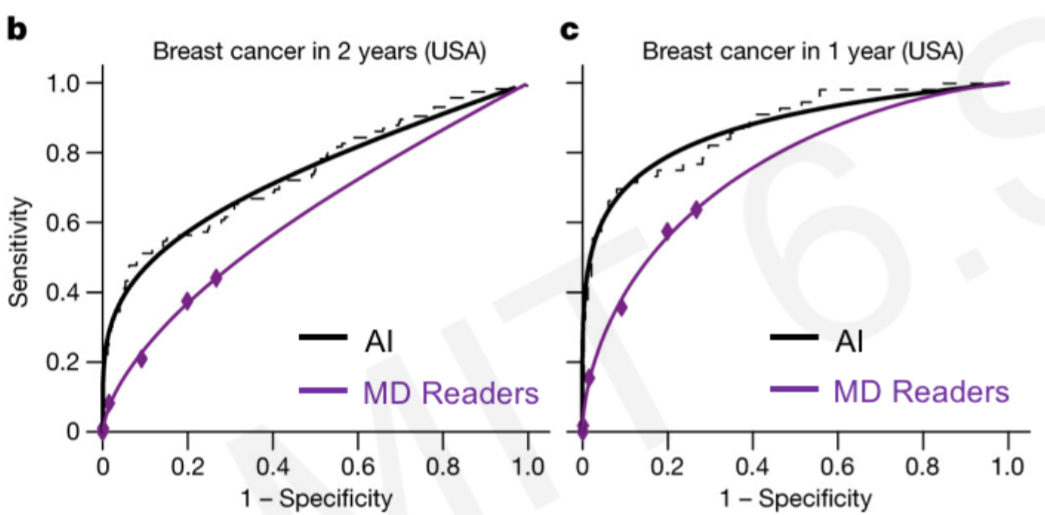 b
Breast cancer in 2 years (USA)
Sensitivity
1.0
0.8
0.6
0.4
0.2
0
AI
MD Readers
0 0.2 0.4 0.6 0.8 1.0
1 – Specificity
c
Breast cancer in 1 year (USA)
AI
MD Readers
0 0.2 0.4 0.6 0.8 1.0
1 – Specificity
MIT 6.S